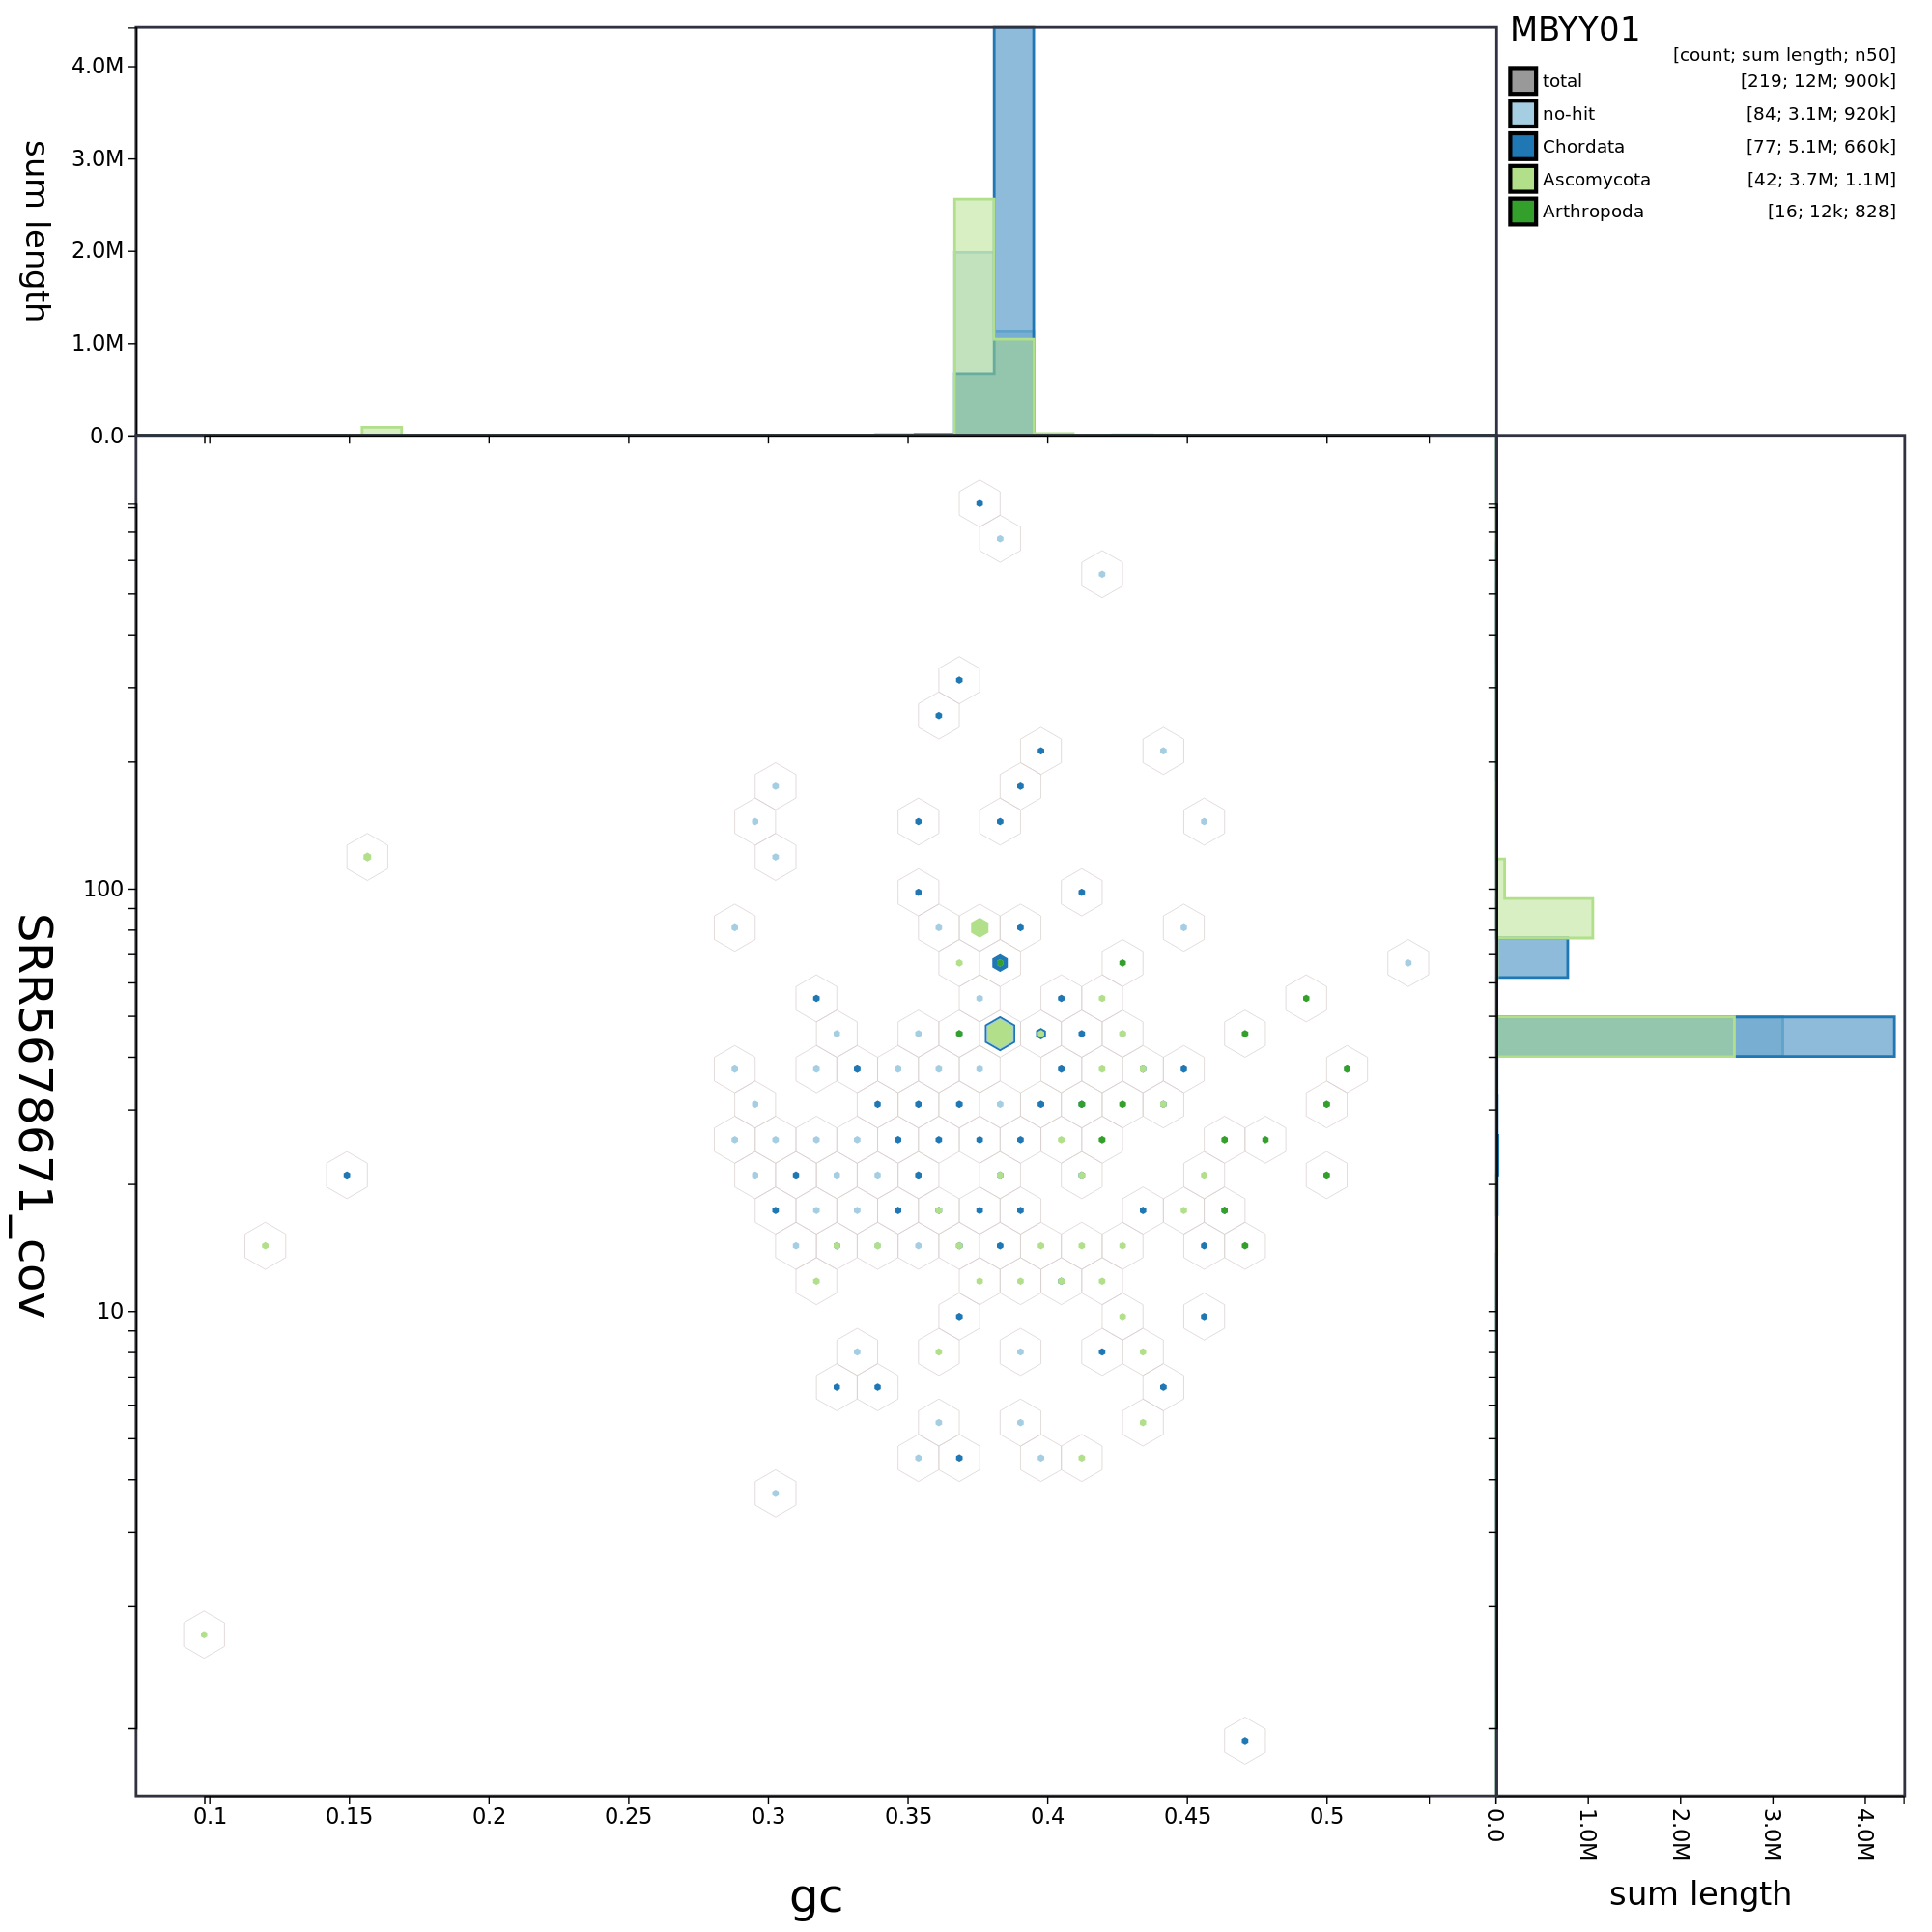 MBYY01
[count; sum length; n50]
total [219; 12M; 900k]
no-hit [84; 3.1M; 920k]
Chordata [77; 5.1M; 660k]
Ascomycota [42; 3.7M; 1.1M]
Arthropoda [16; 12k; 828]
sum length
4.0M
3.0M
2.0M
1.0M
0.0
SRR5678671_cov
100
10
0.1 0.15 0.2 0.25 0.3 0.35 0.4 0.45 0.5
gc
0.0 1.0M 2.0M 3.0M 4.0M
sum length